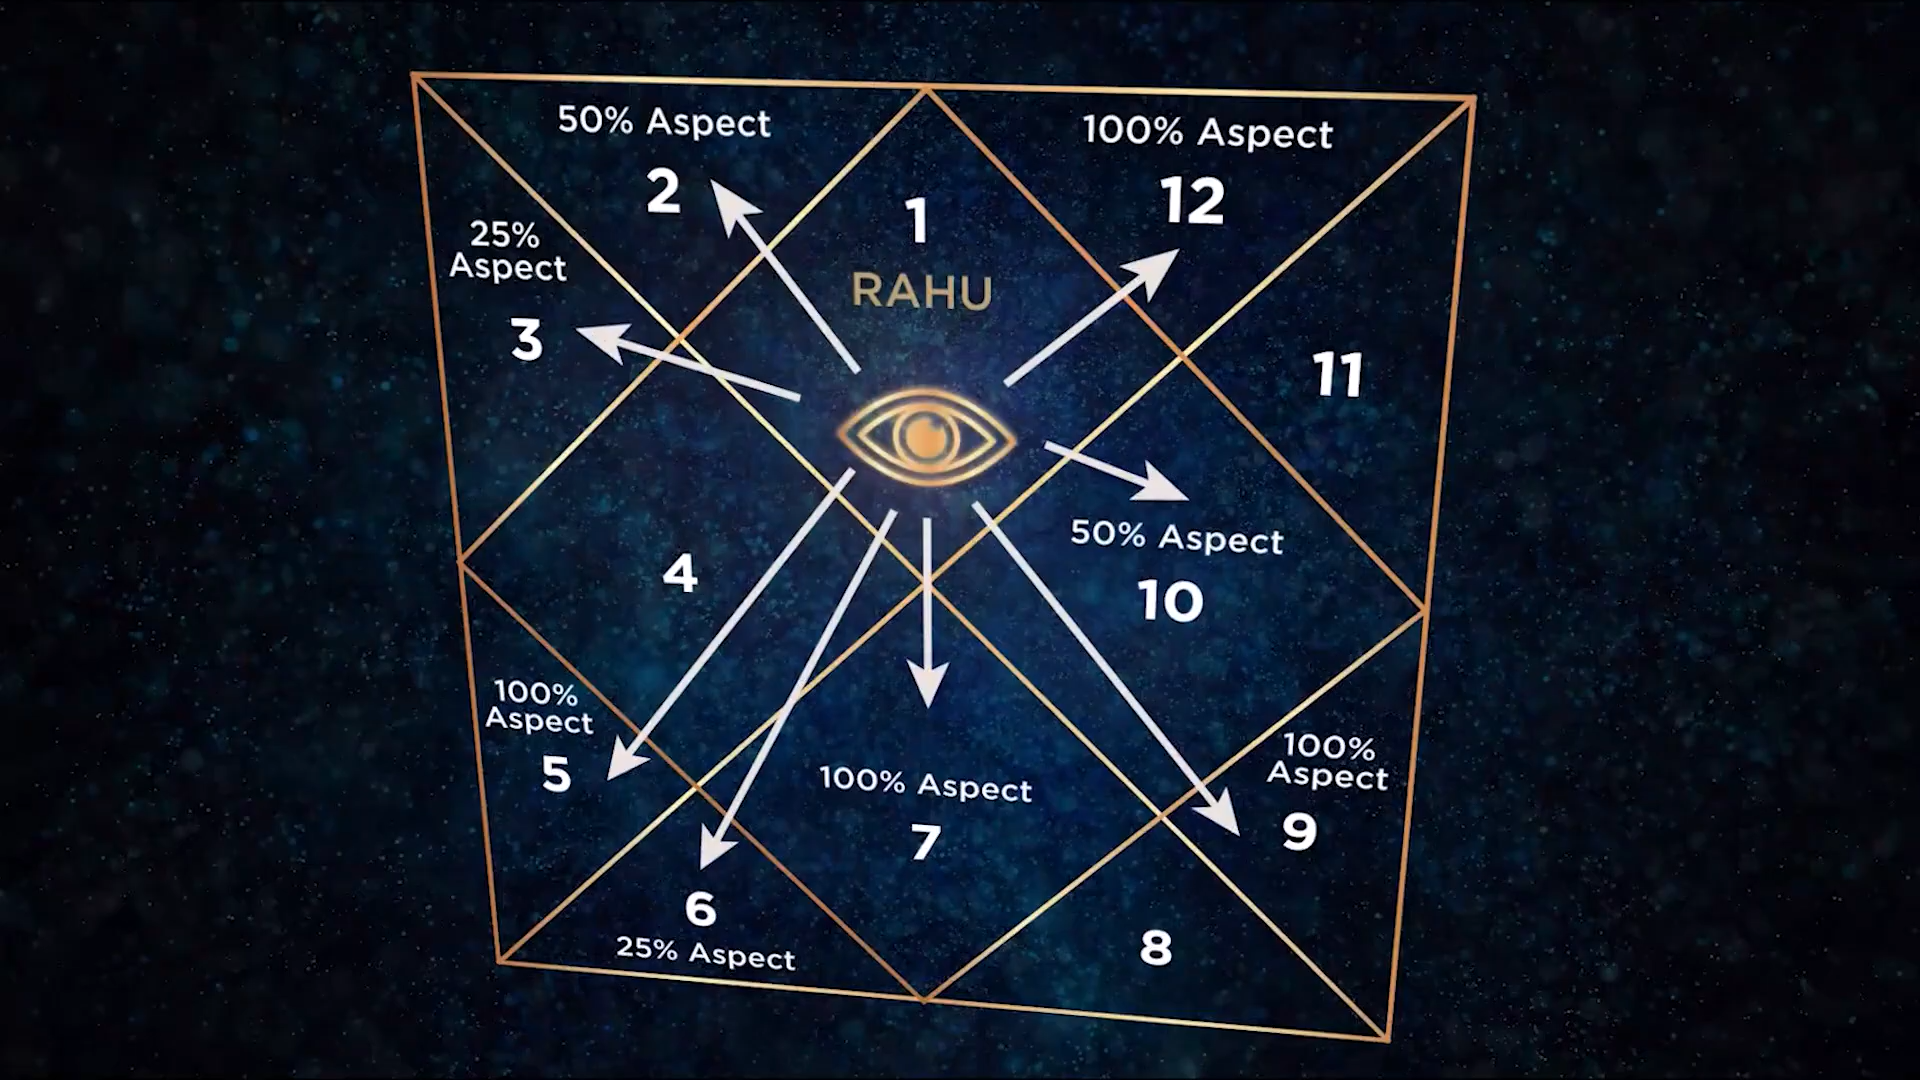 50% Aspect
2
1
RAHU
100% Aspect
12
25%
Aspect
3
11
4
50% Aspect
10
100%
Aspect
5
100% Aspect
7
100%
Aspect
9
6
25% Aspect
8